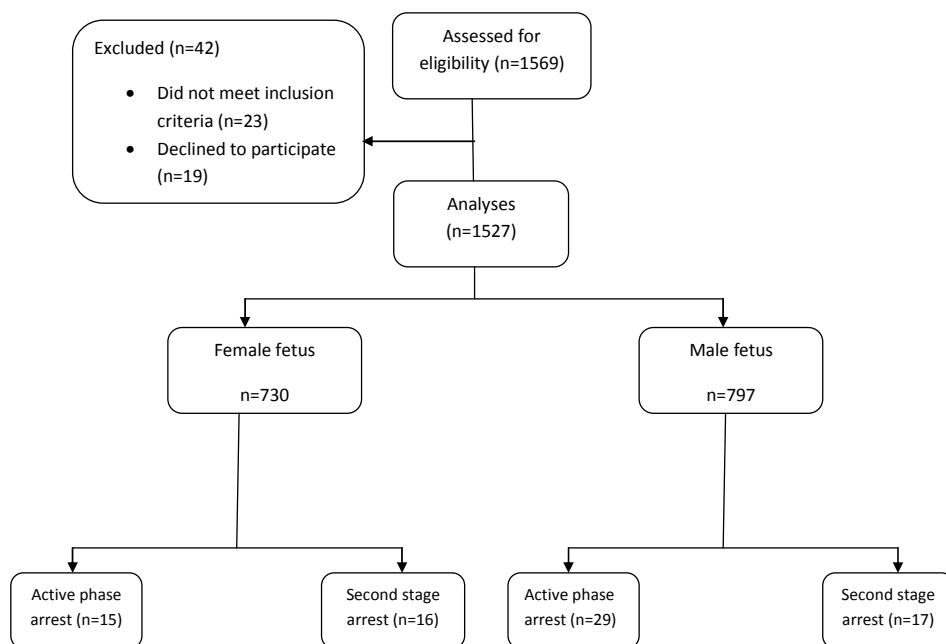 Assessed for
eligibility (n=1569)
Excluded (n=42)
• Did not meet inclusion
criteria (n=23)
• Declined to participate
(n=19)
Analyses
(n=1527)
Female fetus
n=730
Male fetus
n=797
Active phase
arrest (n=15)
Second stage
arrest (n=16)
Active phase
arrest (n=29)
Second stage
arrest (n=17)